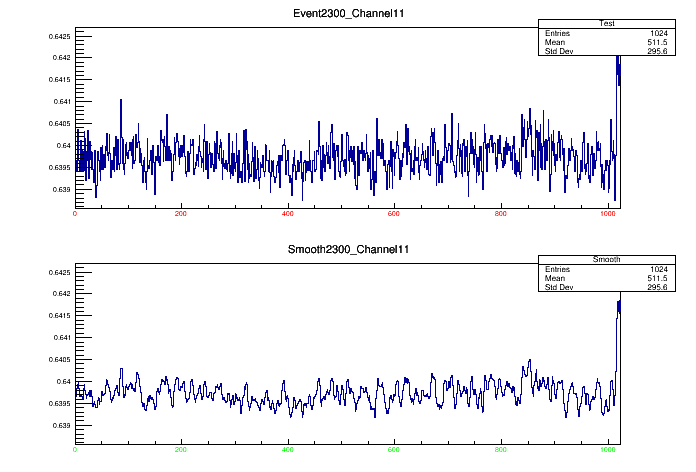 Event2300_Channel11
Test
Entries 1024
Mean 511.5
Std Dev 295.6
0.6425
0.642
0.6415
0.641
0.6405
0.64
0.6395
0.639
0 200 400 600 800 1000
Smooth2300_Channel11
Smooth
Entries 1024
Mean 511.5
Std Dev 295.6
0.6425
0.642
0.6415
0.641
0.6405
0.64
0.6395
0.639
0 200 400 600 800 1000